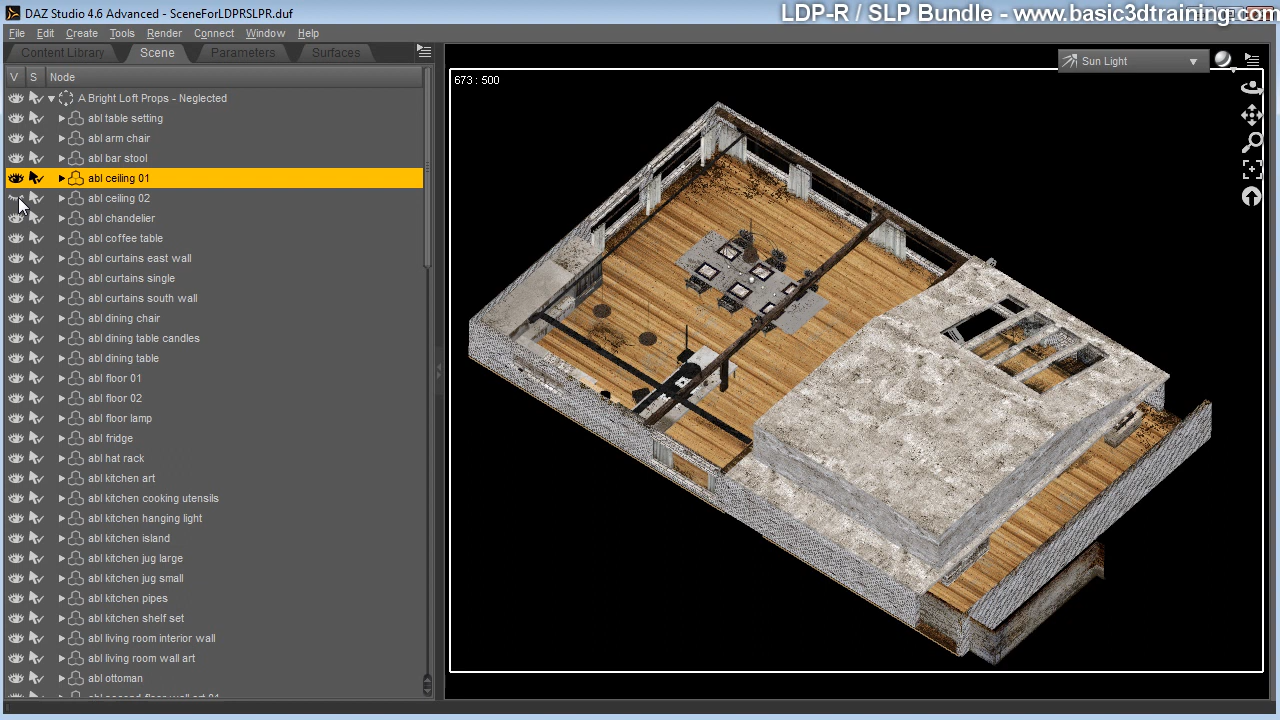 DAZ Studio 4.6 Advanced - SceneForLDPRSLPR.duf
LDP-R / SLP Bundle - www.basic3dtraining.com
File Edit Create Tools Render Connect Window Help
Content Library Scene Parameters Surfaces
V S Node
A Bright Loft Props - Neglected
abl table setting
abl arm chair
abl bar stool
abl ceiling 01
abl ceiling 02
abl chandelier
abl coffee table
abl curtains east wall
abl curtains single
abl curtains south wall
abl dining chair
abl dining table candles
abl dining table
abl floor 01
abl floor 02
abl floor lamp
abl fridge
abl hat rack
abl kitchen art
abl kitchen cooking utensils
abl kitchen hanging light
abl kitchen island
abl kitchen jug large
abl kitchen jug small
abl kitchen pipes
abl kitchen shelf set
abl living room interior wall
abl living room wall art
abl ottoman
abl second floor wall art 01
673 : 500
Sun Light